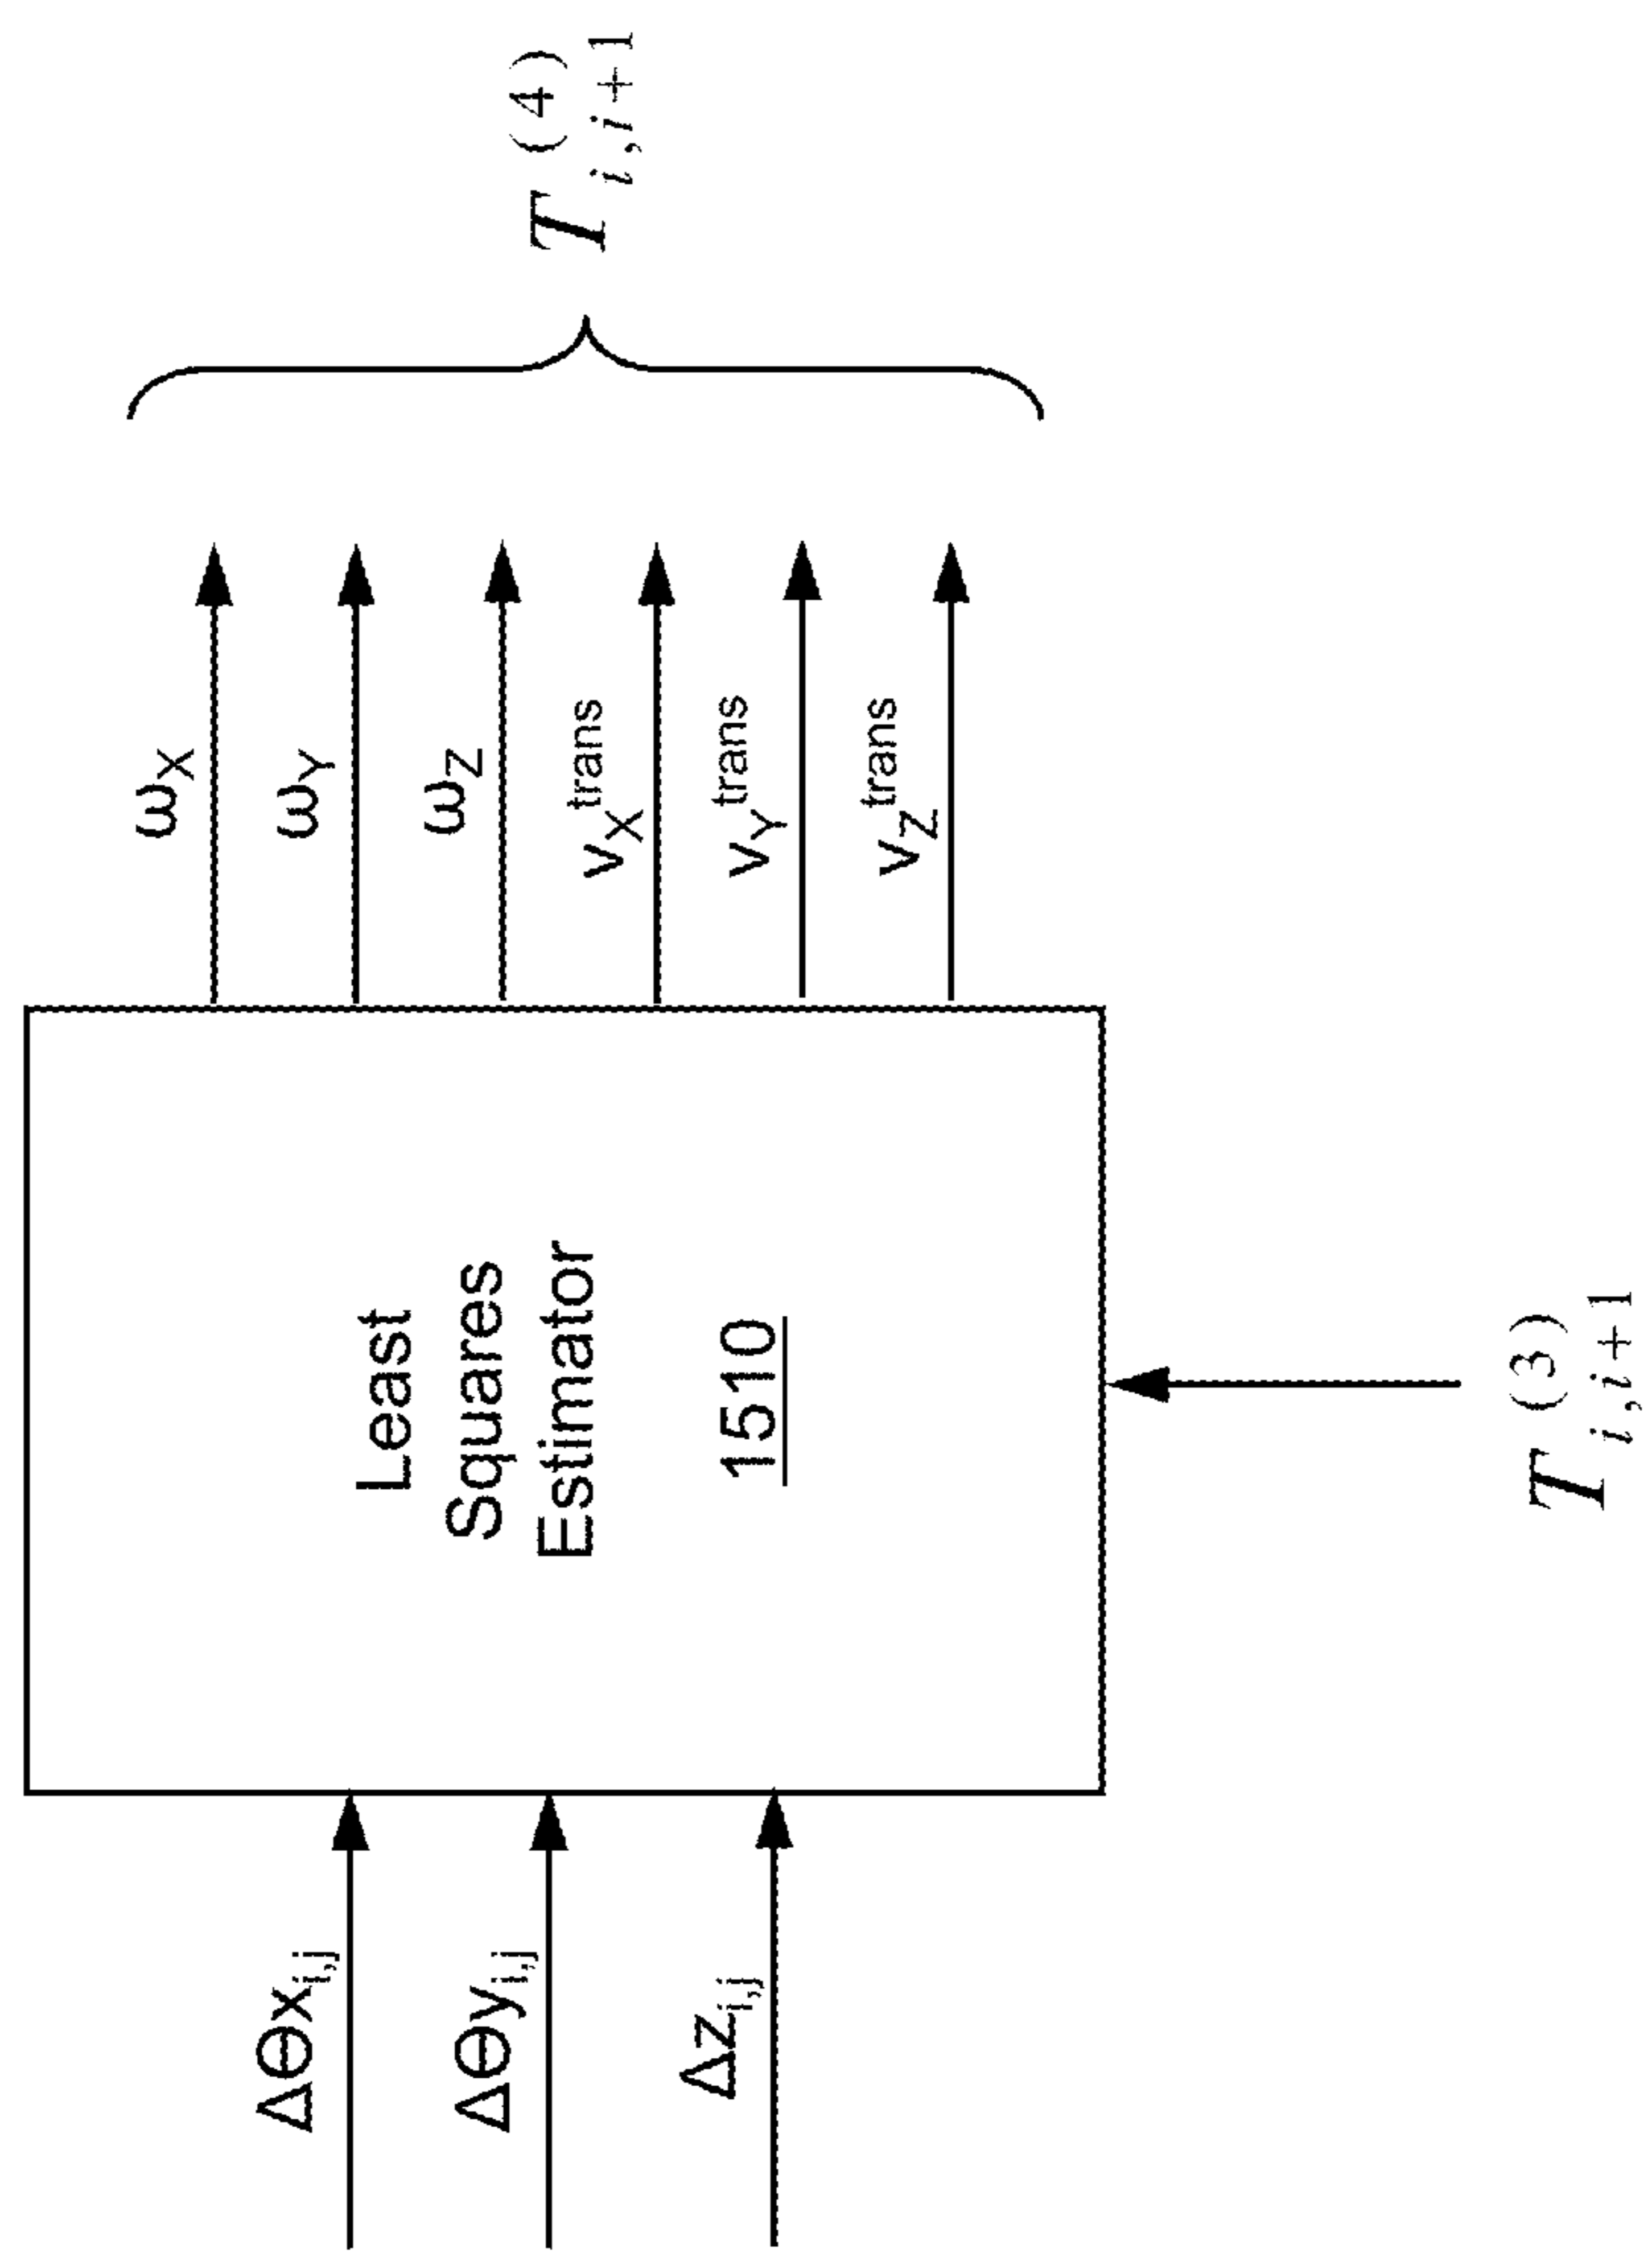 Δθx_{i,j}
Δθy_{i,j}
Δz_{i,j}
Least
Squares
Estimator
1510
ω_X
ω_Y
ω_Z
v_X^{trans}
v_Y^{trans}
v_Z^{trans}
T_{i,i+1}^{(4)}
T_{i,i+1}^{(3)}